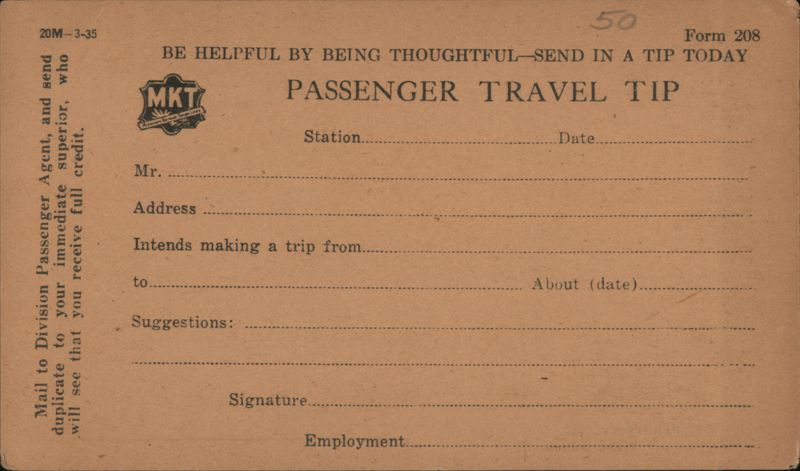 20M—3-35
50
Form 208
BE HELPFUL BY BEING THOUGHTFUL—SEND IN A TIP TODAY
MKT
PASSENGER TRAVEL TIP
Station
Date
Mr.
Address
Intends making a trip from
to
About (date)
Suggestions:
Signature
Employment
Mail to Division Passenger Agent, and send
duplicate to your immediate superior, who
will see that you receive full credit.